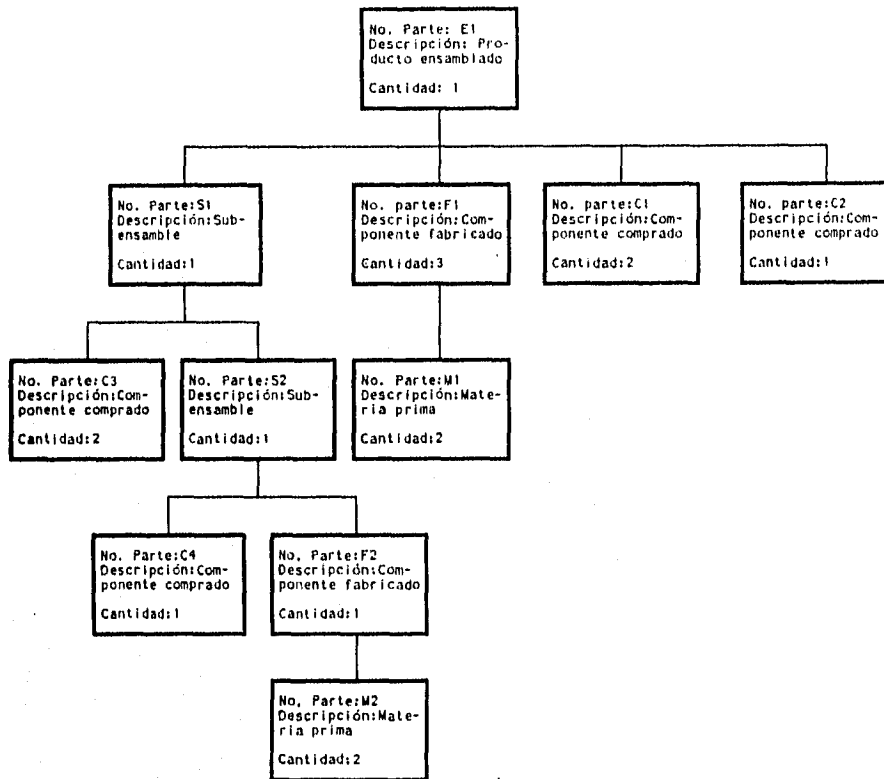 No. Parte: E1
Descripción: Pro-
ducto ensamblado
Cantidad: 1
No. Parte:S1
Descripción:Sub-
ensamble
Cantidad:1
No. parte:F1
Descripción:Com-
ponente fabricado
Cantidad:3
No. parte:C1
Descripción:Com-
ponente comprado
Cantidad:2
No. parte:C2
Descripción:Com-
ponente comprado
Cantidad:1
No. Parte:C3
Descripción:Com-
ponente comprado
Cantidad:2
No. Parte:S2
Descripción:Sub-
ensamble
Cantidad:1
No. Parte:M1
Descripción:Mate-
ria prima
Cantidad:2
No. Parte:C4
Descripción:Com-
ponente comprado
Cantidad:1
No. Parte:F2
Descripción:Com-
ponente fabricado
Cantidad:1
No. Parte:M2
Descripción:Mate-
ria prima
Cantidad:2